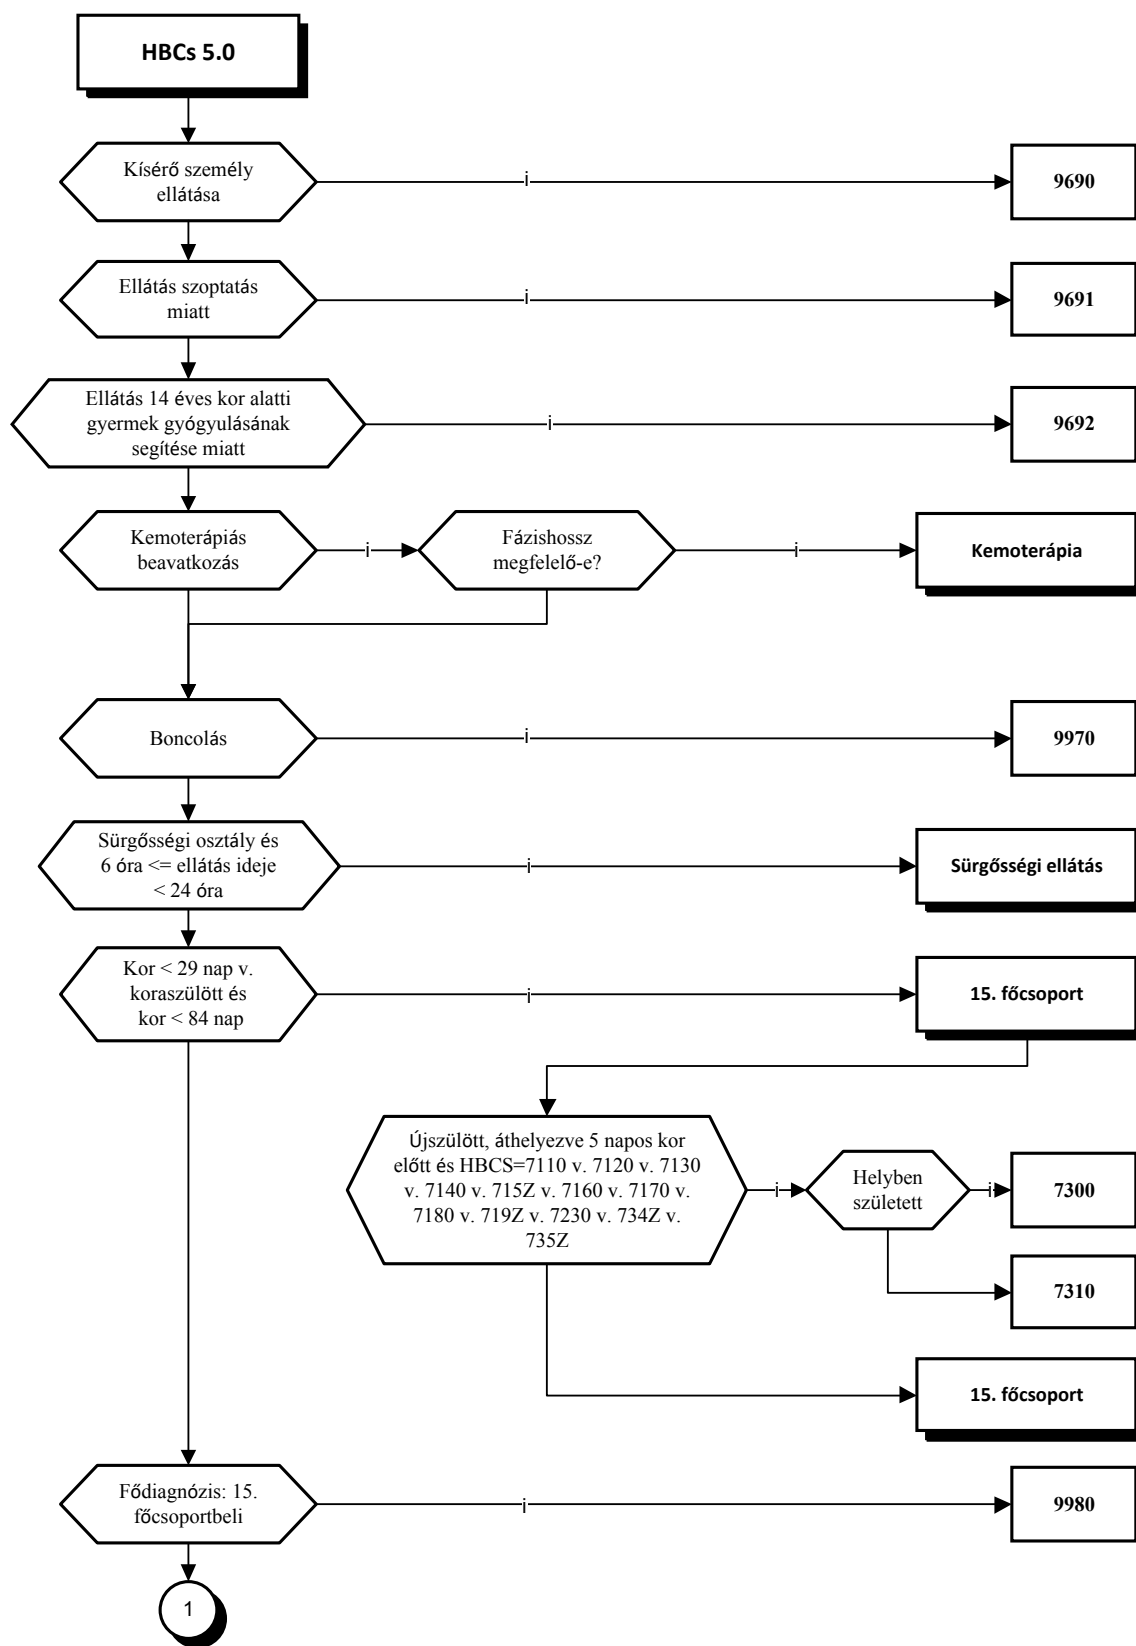 HBCs 5.0
Kísérő személy
ellátása
i
9690
Ellátás szoptatás
miatt
i
9691
Ellátás 14 éves kor alatti
gyermek gyógyulásának
segítése miatt
i
9692
Kemoterápiás
beavatkozás
i
Fázishossz
megfelelő-e?
i
Kemoterápia
Boncolás
i
9970
Sürgősségi osztály és
6 óra <= ellátás ideje
< 24 óra
i
Sürgősségi ellátás
Kor < 29 nap v.
koraszülött és
kor < 84 nap
i
15. főcsoport
Újszülött, áthelyezve 5 napos kor
előtt és HBCS=7110 v. 7120 v. 7130
v. 7140 v. 715Z v. 7160 v. 7170 v.
7180 v. 719Z v. 7230 v. 734Z v.
735Z
i
Helyben
született
i
7300
7310
15. főcsoport
Fődiagnózis: 15.
főcsoportbeli
i
9980
1